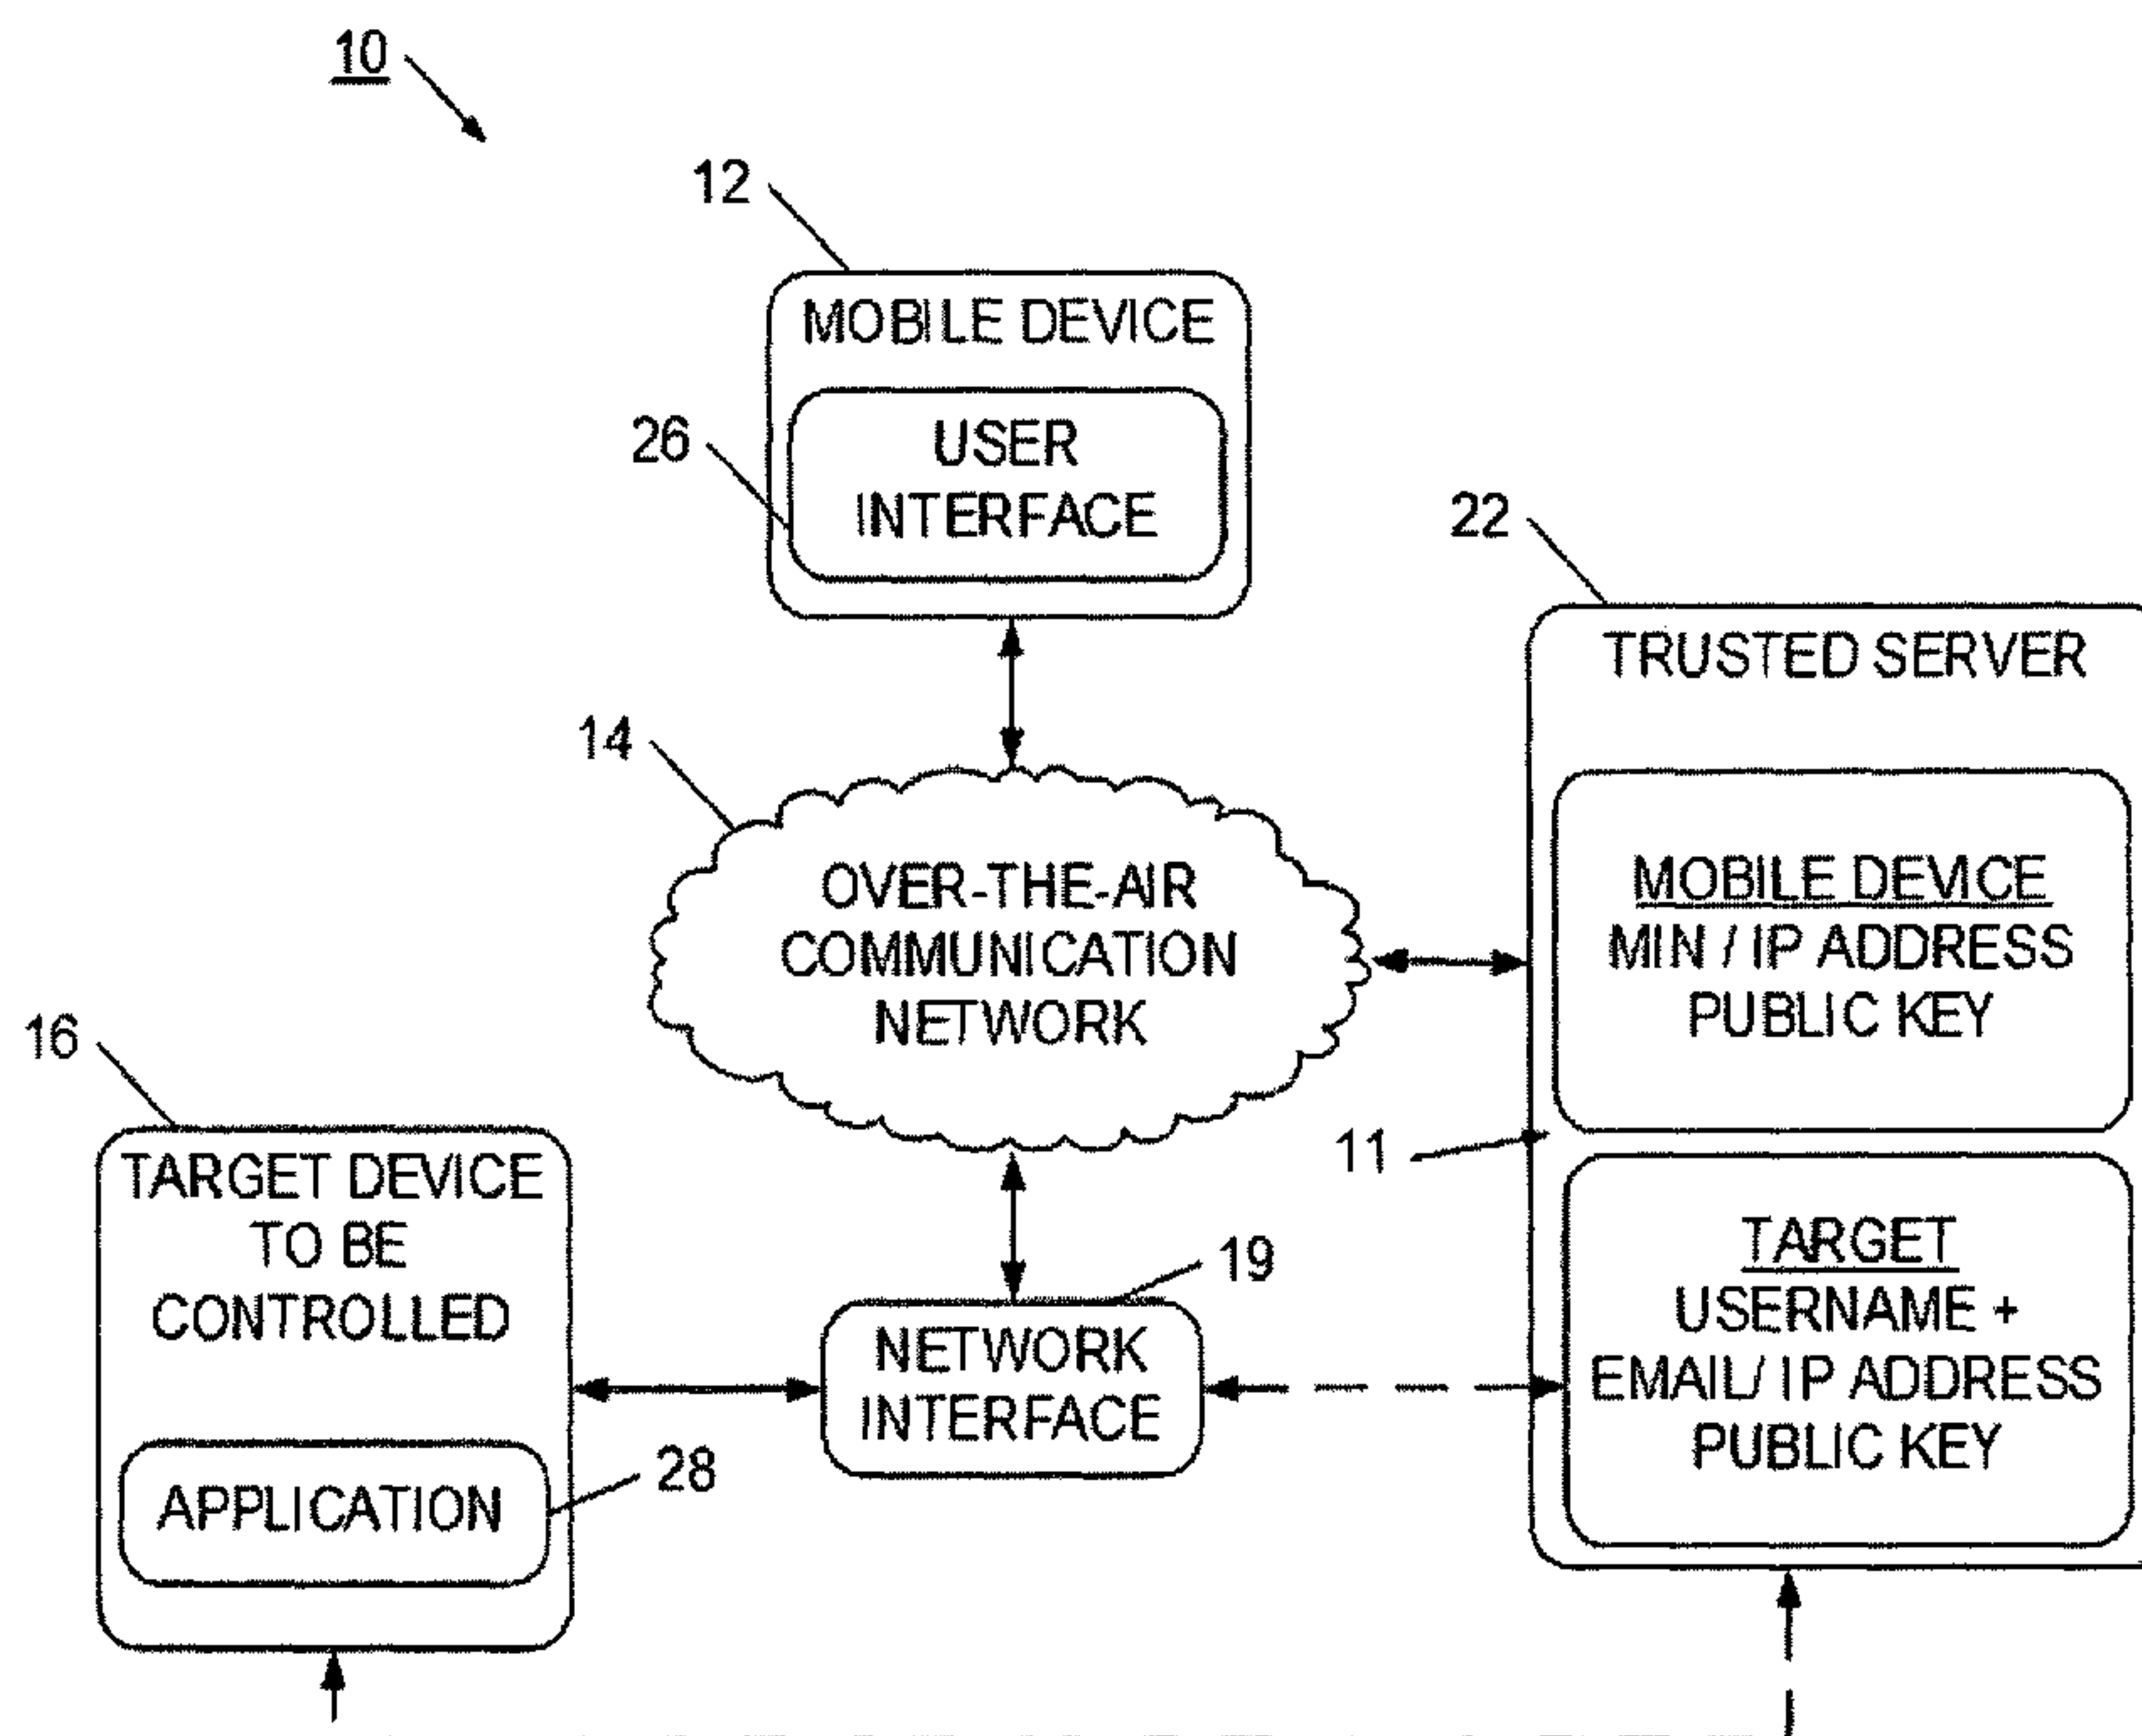 10
12
MOBILE DEVICE
26
USER
INTERFACE
22
TRUSTED SERVER
14
OVER-THE-AIR
COMMUNICATION
NETWORK
MOBILE DEVICE
MIN / IP ADDRESS
PUBLIC KEY
16
11
TARGET DEVICE
TO BE
CONTROLLED
19
NETWORK
INTERFACE
TARGET
USERNAME +
EMAIL/ IP ADDRESS
PUBLIC KEY
28
APPLICATION